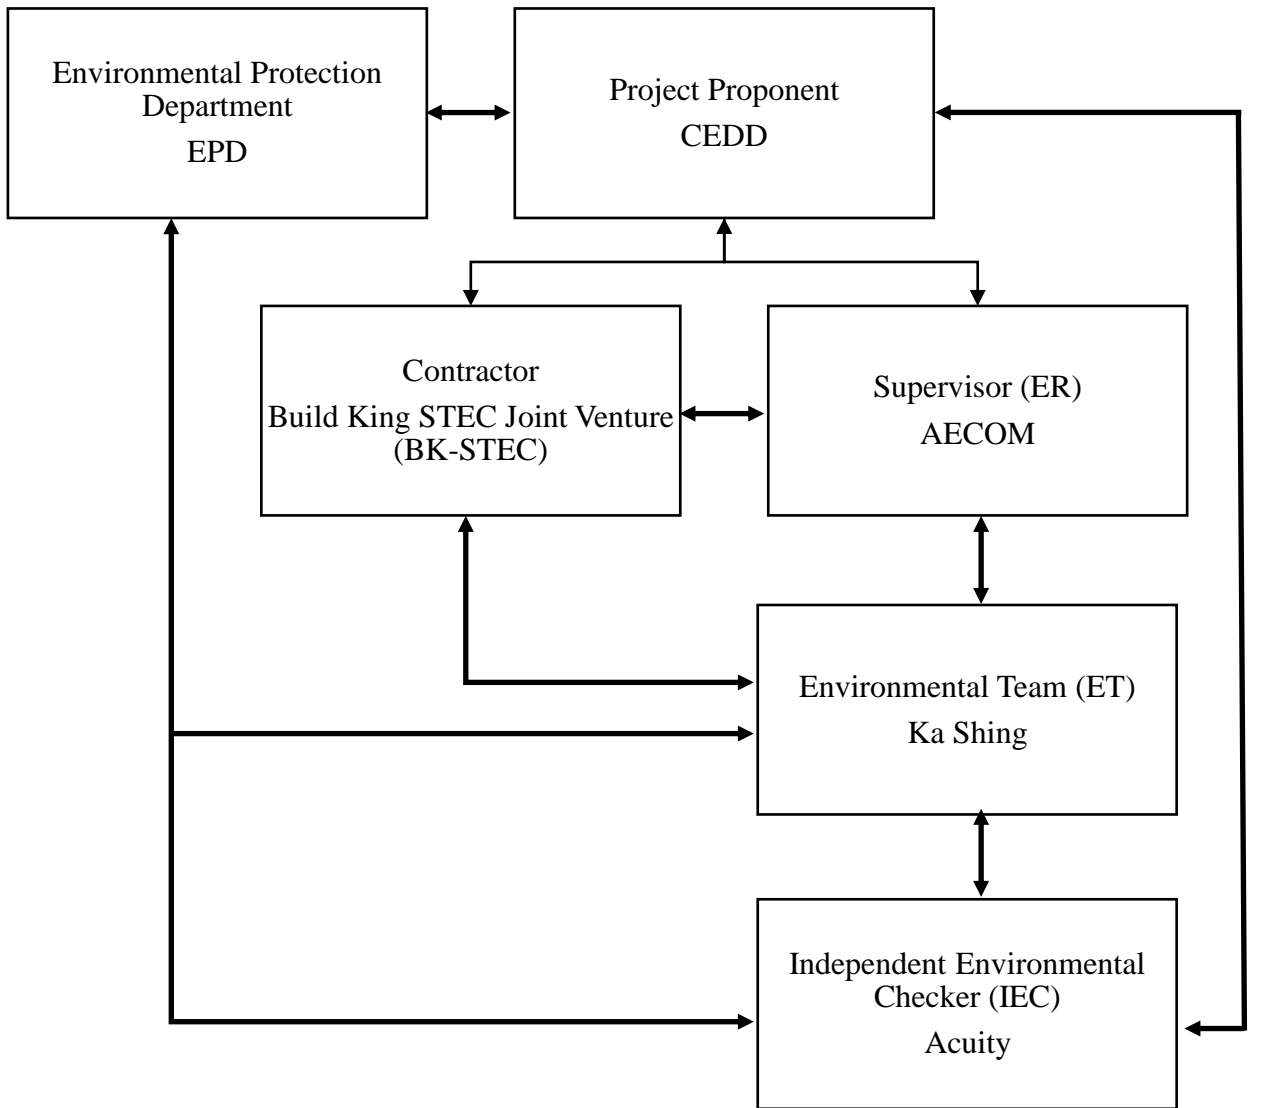 Environmental Protection
Department
EPD
Project Proponent
CEDD
Contractor
Build King STEC Joint Venture
(BK-STEC)
Supervisor (ER)
AECOM
Environmental Team (ET)
Ka Shing
Independent Environmental
Checker (IEC)
Acuity